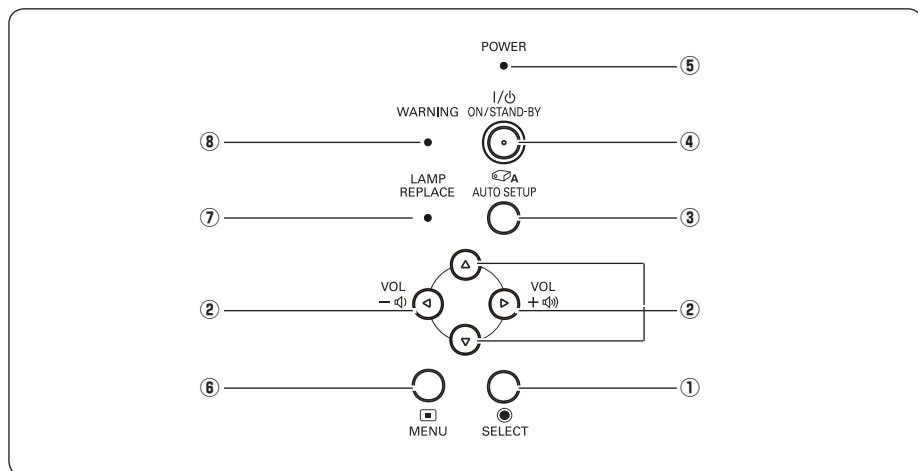 POWER
⑤
I/⏻
WARNING ON/STAND-BY
⑧ ④
A
LAMP
REPLACE AUTO SETUP
⑦ ③
VOL VOL
② − + ②
⑥ ①
MENU SELECT